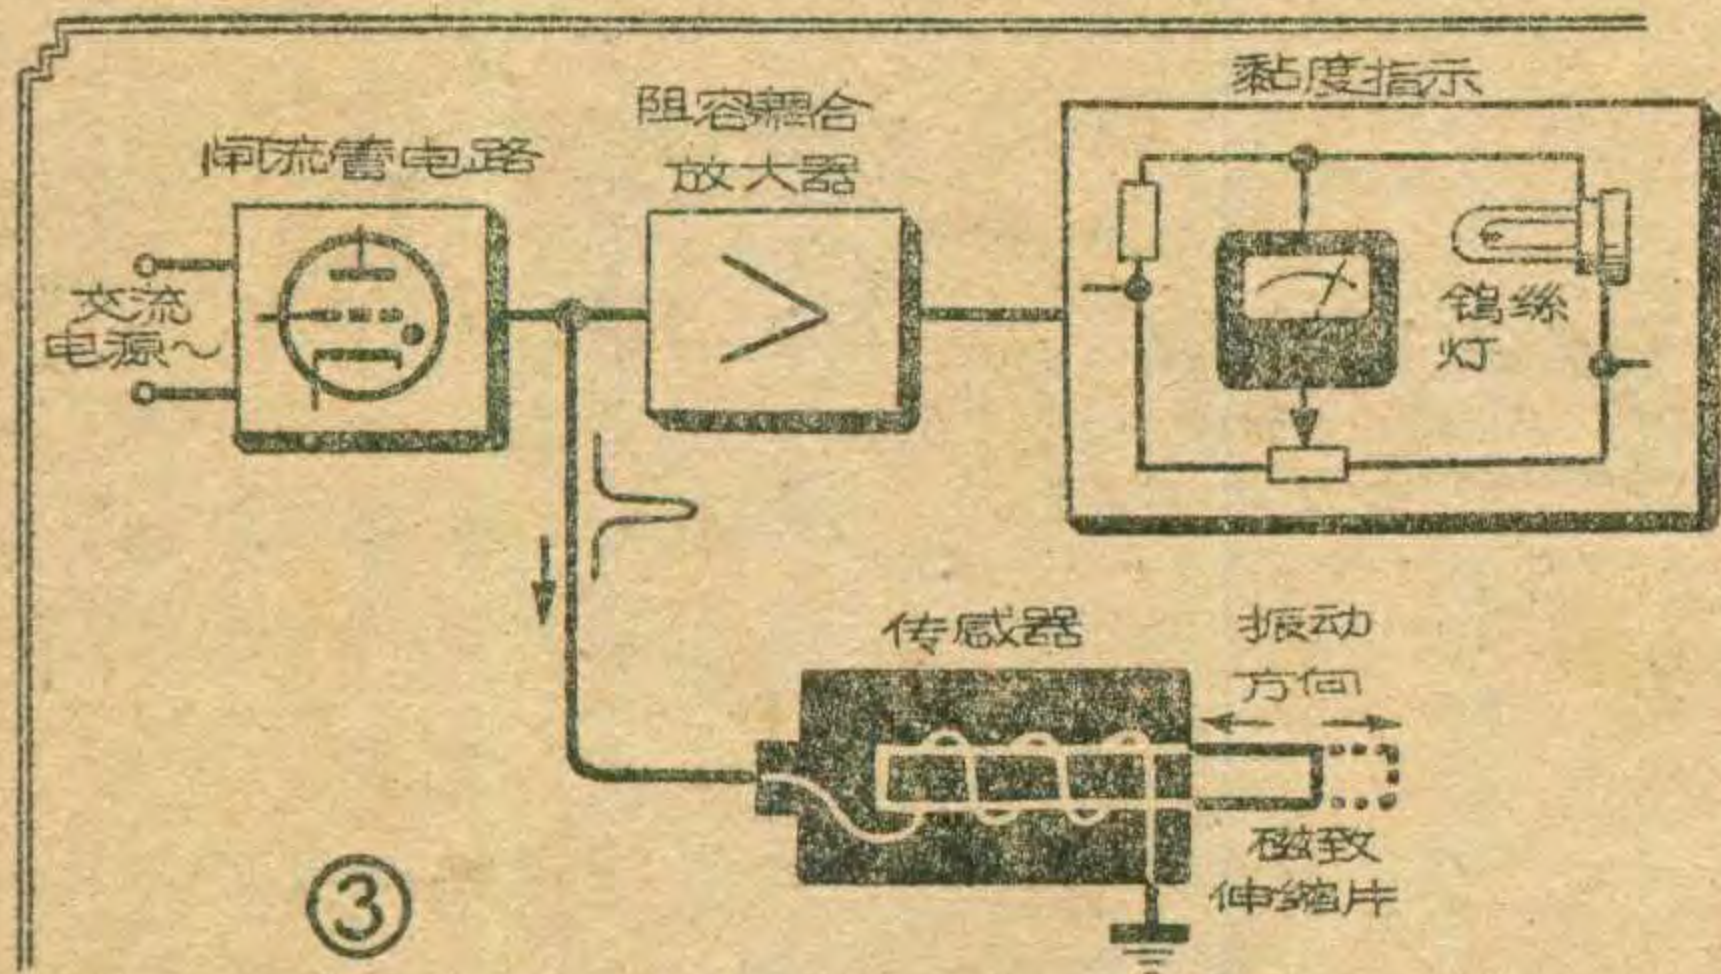 黏度指示
阻容耦合
放大器
闸流管电路
交流
电源～
钨丝
灯
传感器
振动
方向
磁致
伸缩片
③